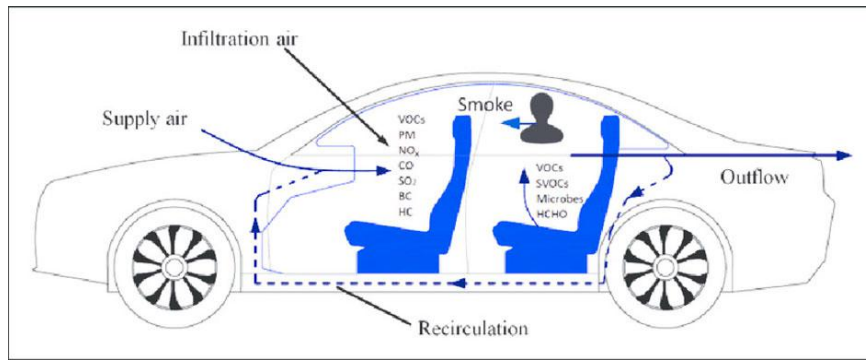 Infiltration air
Supply air
Smoke
VOCs
PM
NOₓ
CO
SO₂
BC
HC
VOCs
SVOCs
Microbes
HCHO
Outflow
Recirculation